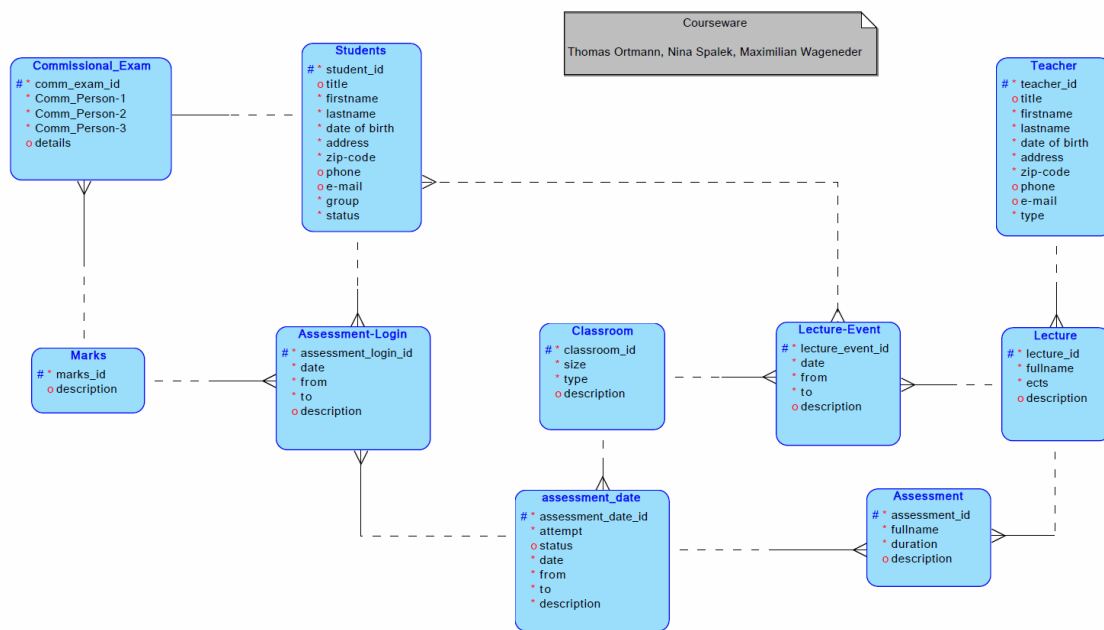 Courseware
Thomas Ortmann, Nina Spalek, Maximilian Wageneder
Commissional_Exam
# * comm_exam_id
* Comm_Person-1
* Comm_Person-2
* Comm_Person-3
o details
Students
# * student_id
o title
* firstname
* lastname
* date of birth
* address
* zip-code
o phone
o e-mail
* group
* status
Teacher
# * teacher_id
o title
* firstname
* lastname
* date of birth
* address
* zip-code
o phone
o e-mail
* type
Marks
# * marks_id
o description
Assessment-Login
# * assessment_login_id
* date
* from
* to
o description
Classroom
# * classroom_id
* size
* type
o description
Lecture-Event
# * lecture_event_id
* date
* from
* to
o description
Lecture
# * lecture_id
* fullname
* ects
o description
assessment_date
# * assessment_date_id
* attempt
o status
* date
* from
* to
* description
Assessment
# * assessment_id
* fullname
* duration
o description